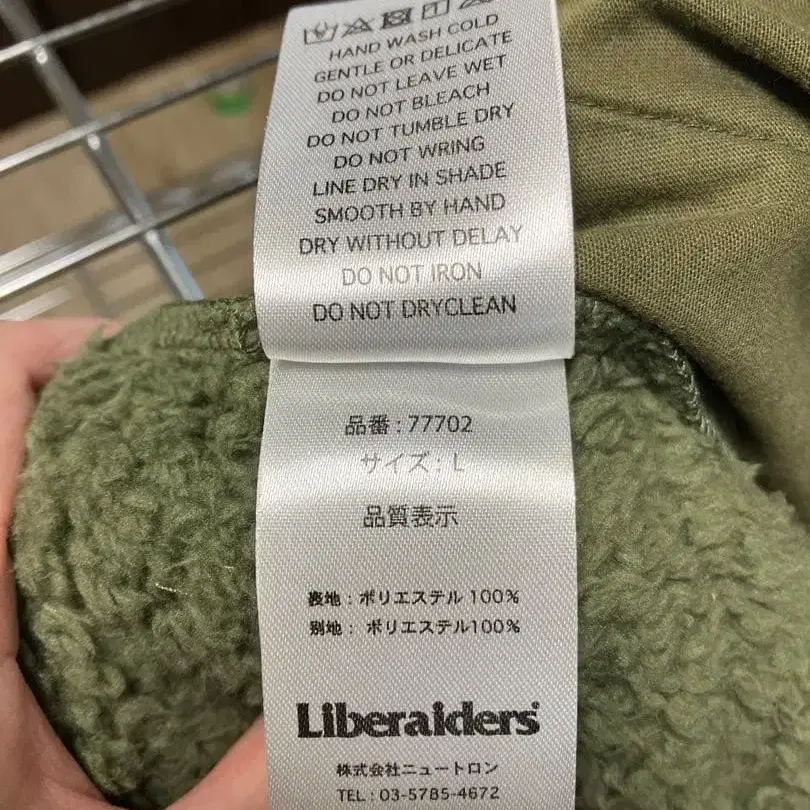 HAND WASH COLD
GENTLE OR DELICATE
DO NOT LEAVE WET
DO NOT BLEACH
DO NOT TUMBLE DRY
DO NOT WRING
LINE DRY IN SHADE
SMOOTH BY HAND
DRY WITHOUT DELAY
DO NOT IRON
DO NOT DRYCLEAN
品番 : 77702
サイズ : L
品質表示
表地 : ポリエステル 100%
別地 : ポリエステル100%
Liberaiders
株式会社ニュートロン
TEL : 03-5785-4672